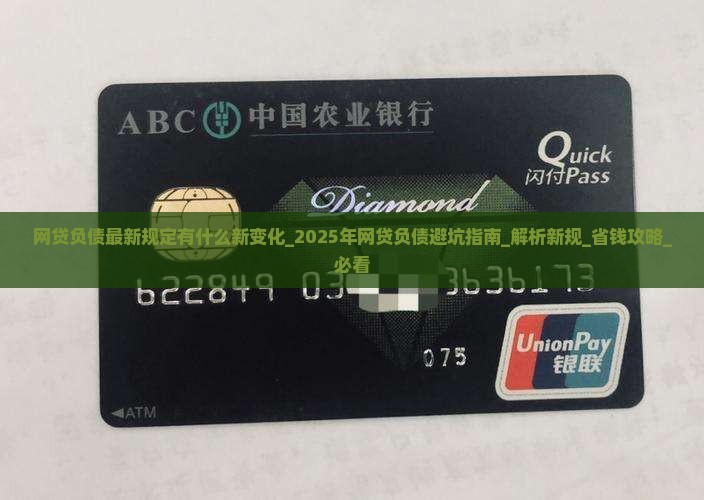 ABC 中国农业银行
Quick
闪付Pass
Diamond
网贷负债最新规定有什么新变化_2025年网贷负债避坑指南_解析新规_省钱攻略_
必看
622849 03 3636173
075
UnionPay
银联
ATM